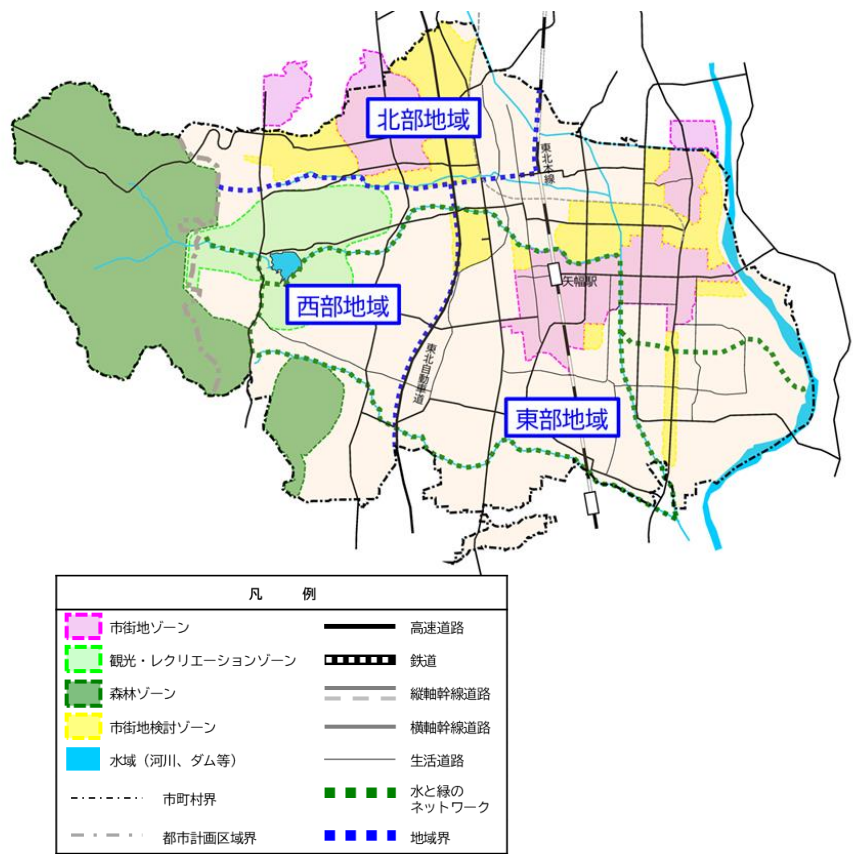 北部地域
東北本線
西部地域
矢幅駅
東北自動車道
東部地域
凡 例
市街地ゾーン
高速道路
観光・レクリエーションゾーン
鉄道
森林ゾーン
縦軸幹線道路
市街地検討ゾーン
横軸幹線道路
水域（河川、ダム等）
生活道路
市町村界
水と緑の
ネットワーク
都市計画区域界
地域界